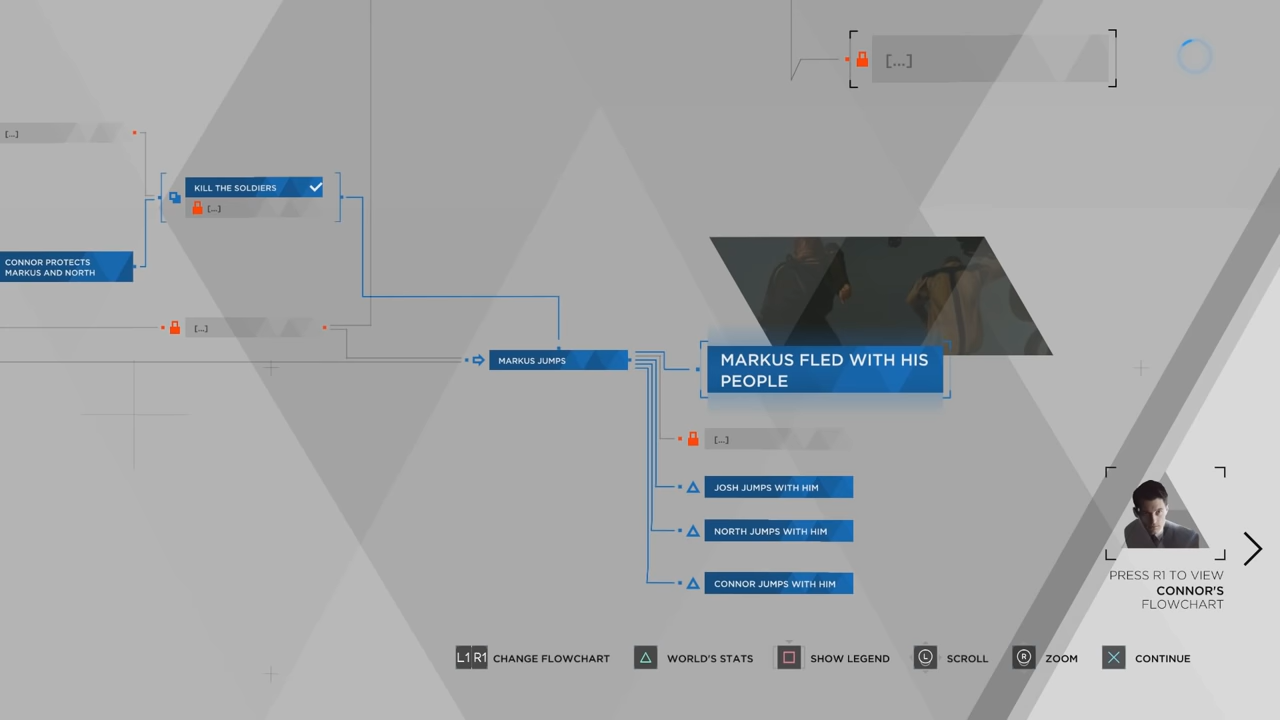 [...]
[...]
KILL THE SOLDIERS
[...]
CONNOR PROTECTS
MARKUS AND NORTH
[...]
MARKUS JUMPS
MARKUS FLED WITH HIS
PEOPLE
[...]
JOSH JUMPS WITH HIM
NORTH JUMPS WITH HIM
CONNOR JUMPS WITH HIM
PRESS R1 TO VIEW
CONNOR'S
FLOWCHART
L1 R1 CHANGE FLOWCHART
WORLD'S STATS
SHOW LEGEND
L SCROLL
R ZOOM
CONTINUE